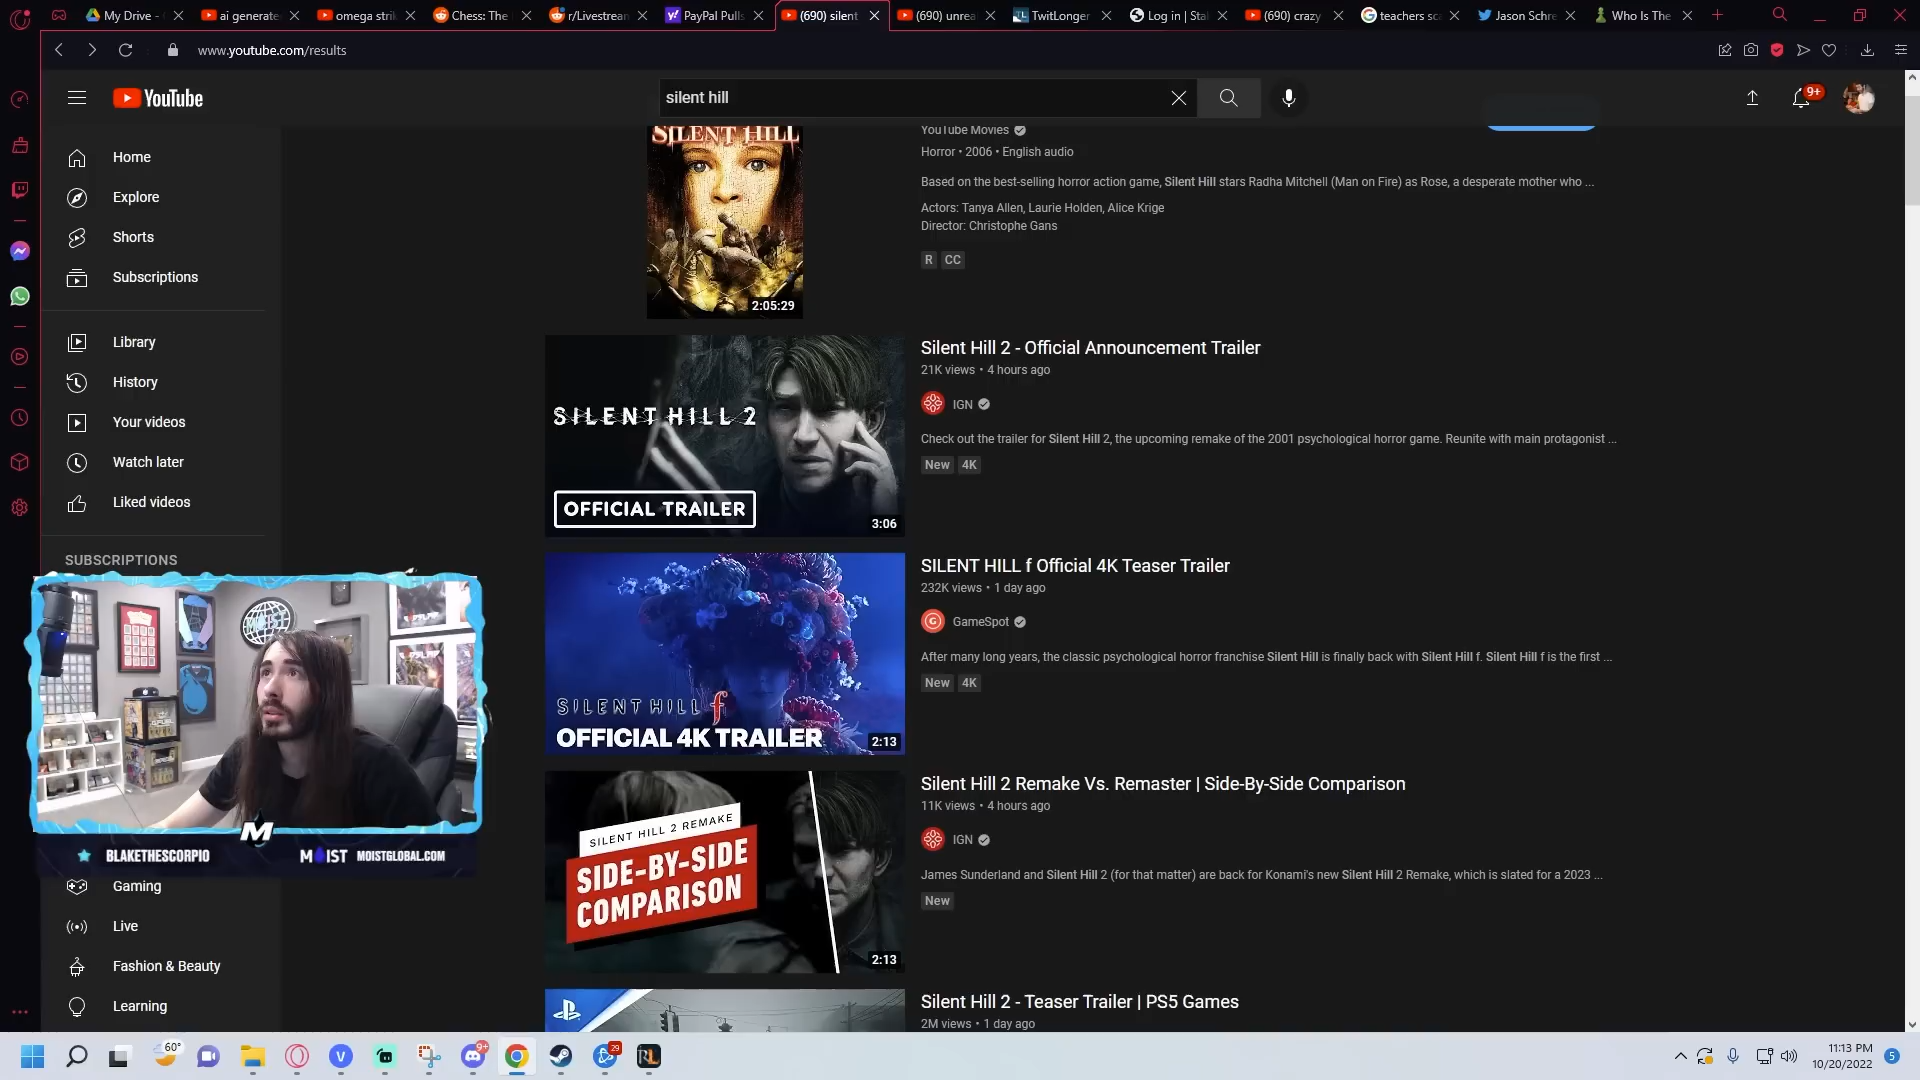 My Drive -
ai generate
omega strik
Chess: The
r/Livestrean
PayPal Pulls
(690) silent
(690) unrea
TwitLonger
Log in | Sta
(690) crazy
teachers sca
Jason Schre
Who Is The
www.youtube.com/results
YouTube
silent hill
9+
Home
Explore
Shorts
Subscriptions
Library
History
Your videos
Watch later
Liked videos
SUBSCRIPTIONS
MOIST
M
BLAKETHESCORPIO
MOIST MOISTGLOBAL.COM
Gaming
Live
Fashion & Beauty
Learning
SILENT HILL
2:05:29
YouTube Movies
Horror • 2006 • English audio
Based on the best-selling horror action game, Silent Hill stars Radha Mitchell (Man on Fire) as Rose, a desperate mother who ...
Actors: Tanya Allen, Laurie Holden, Alice Krige
Director: Christophe Gans
R CC
SILENT HILL 2
OFFICIAL TRAILER
3:06
Silent Hill 2 - Official Announcement Trailer
21K views • 4 hours ago
IGN
Check out the trailer for Silent Hill 2, the upcoming remake of the 2001 psychological horror game. Reunite with main protagonist ...
New 4K
SILENT HILL f
OFFICIAL 4K TRAILER
2:13
SILENT HILL f Official 4K Teaser Trailer
232K views • 1 day ago
G GameSpot
After many long years, the classic psychological horror franchise Silent Hill is finally back with Silent Hill f. Silent Hill f is the first ...
New 4K
SILENT HILL 2 REMAKE
SIDE-BY-SIDE
COMPARISON
2:13
Silent Hill 2 Remake Vs. Remaster | Side-By-Side Comparison
11K views • 4 hours ago
IGN
James Sunderland and Silent Hill 2 (for that matter) are back for Konami's new Silent Hill 2 Remake, which is slated for a 2023 ...
New
Silent Hill 2 - Teaser Trailer | PS5 Games
2M views • 1 day ago
60°
V
9+
29
RL
11:13 PM
10/20/2022
5